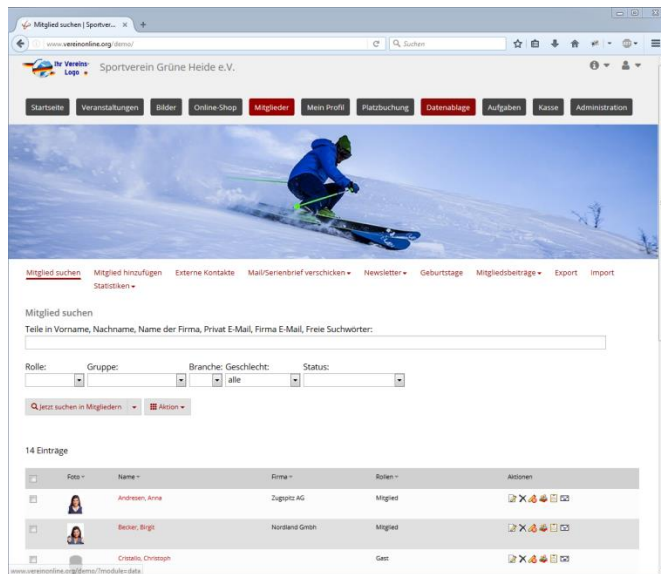 Mitglied suchen | Sportver... × +
www.vereinonline.org/demo/
Suchen
Ihr Vereins-
Logo
Sportverein Grüne Heide e.V.
Startseite Veranstaltungen Bilder Online-Shop Mitglieder Mein Profil Platzbuchung Datenablage Aufgaben Kasse Administration
Mitglied suchen Mitglied hinzufügen Externe Kontakte Mail/Serienbrief verschicken Newsletter Geburtstage Mitgliedsbeiträge Export Import
Statistiken
Mitglied suchen
Teile in Vorname, Nachname, Name der Firma, Privat E-Mail, Firma E-Mail, Freie Suchwörter:
Rolle: Gruppe: Branche: Geschlecht: Status:
alle
Jetzt suchen in Mitgliedern Aktion
14 Einträge
Foto Name Firma Rollen Aktionen
Andresen, Anna Zugspitz AG Mitglied
Becker, Birgit Nordland GmbH Mitglied
Cristallo, Christoph Gast
www.vereinonline.org/demo/?module=data